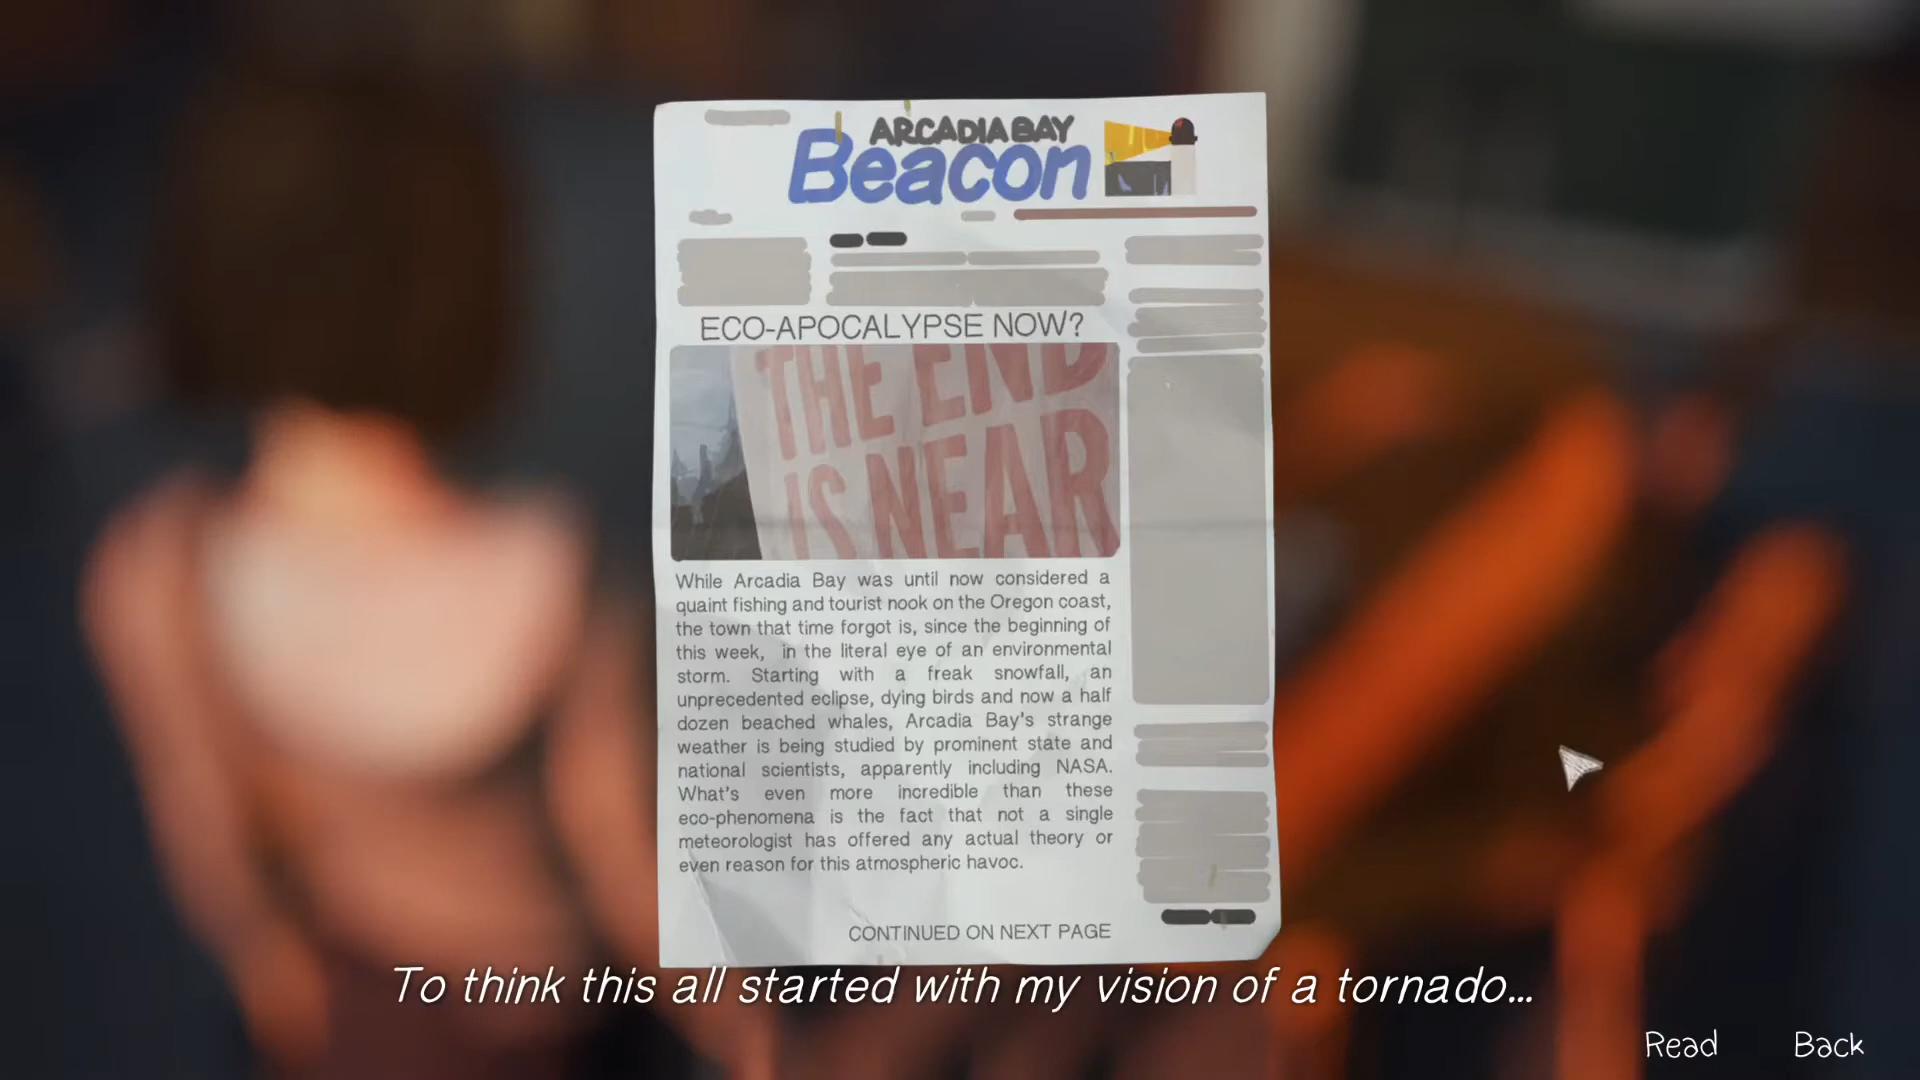 ARCADIA BAY
Beacon
ECO-APOCALYPSE NOW?
THE END
IS NEAR
While Arcadia Bay was until now considered a
quaint fishing and tourist nook on the Oregon coast,
the town that time forgot is, since the beginning of
this week, in the literal eye of an environmental
storm. Starting with a freak snowfall, an
unprecedented eclipse, dying birds and now a half
dozen beached whales, Arcadia Bay's strange
weather is being studied by prominent state and
national scientists, apparently including NASA.
What's even more incredible than these
eco-phenomena is the fact that not a single
meteorologist has offered any actual theory or
even reason for this atmospheric havoc.
CONTINUED ON NEXT PAGE
To think this all started with my vision of a tornado...
Read Back